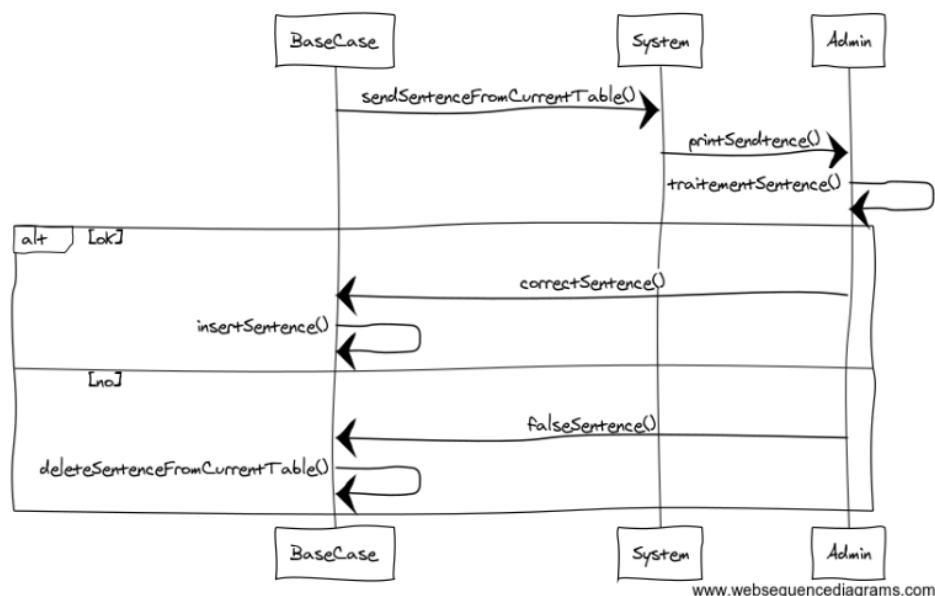 BaseCase System Admin
sendSentenceFromCurrentTable()
printSendtence()
traitementSentence()
alt [ok]
correctSentence()
insertSentence()
[no]
falseSentence()
deleteSentenceFromCurrentTable()
BaseCase System Admin
www.websequencediagrams.com